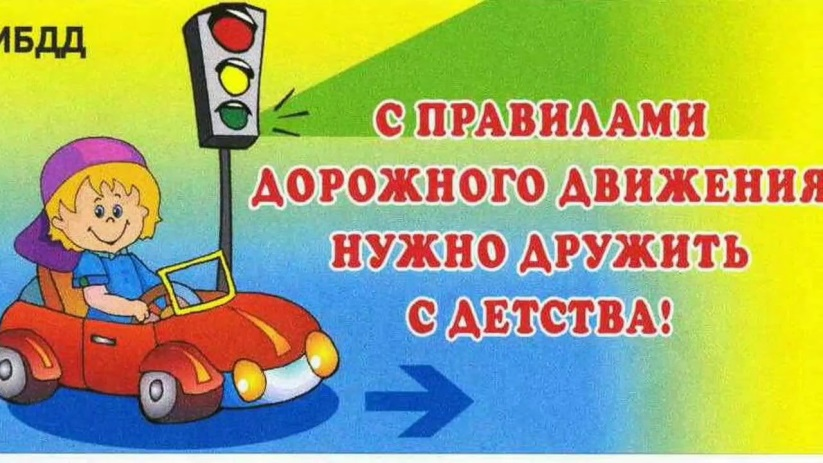 ИБДД
С ПРАВИЛАМИ
ДОРОЖНОГО ДВИЖЕНИЯ
НУЖНО ДРУЖИТЬ
С ДЕТСТВА!